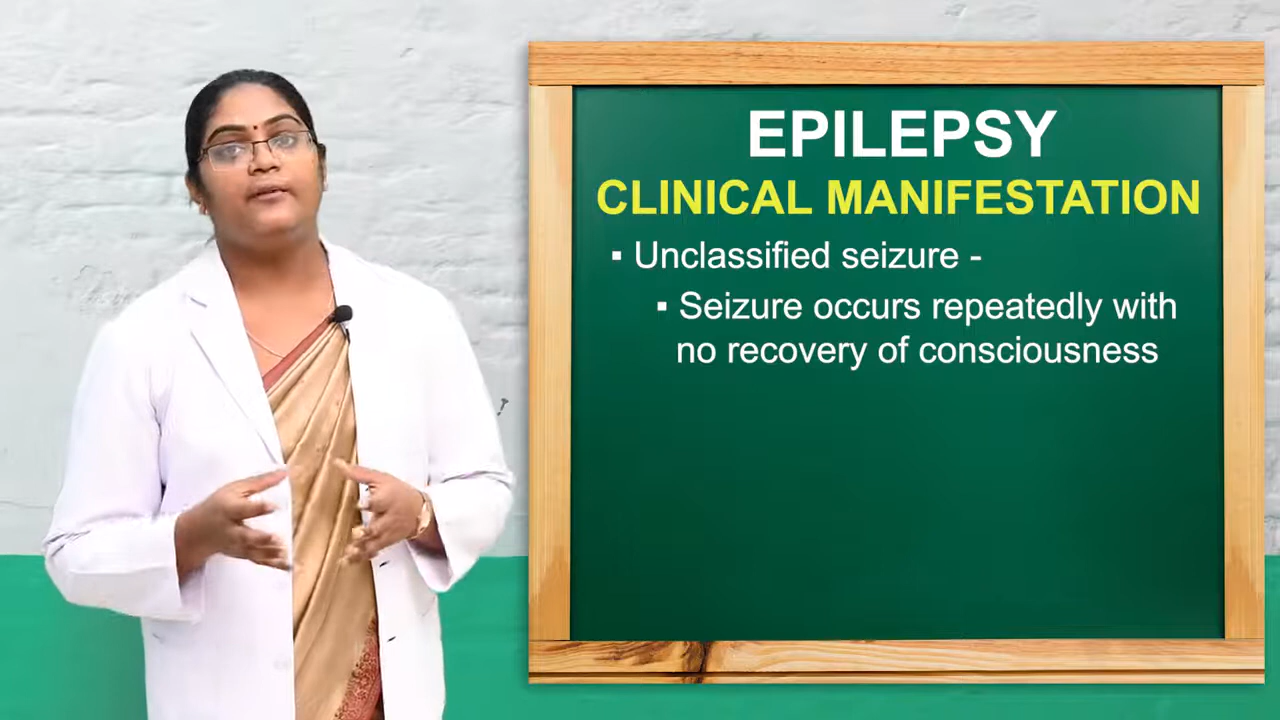 EPILEPSY
CLINICAL MANIFESTATION
▪ Unclassified seizure -
▪ Seizure occurs repeatedly with
no recovery of consciousness